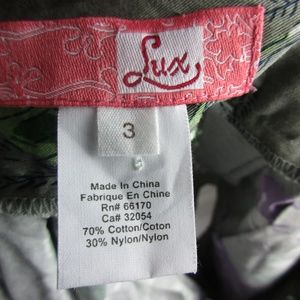 Lux
3
Made In China
Fabrique En Chine
Rn# 66170
Ca# 32054
70% Cotton/Coton
30% Nylon/Nylon